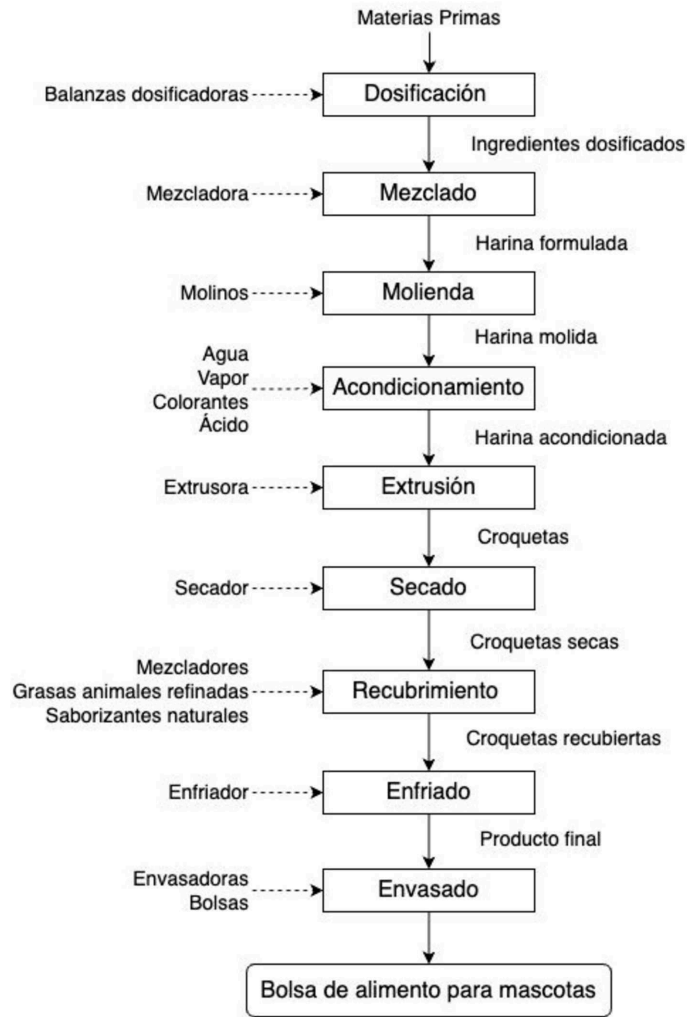 Materias Primas
Balanzas dosificadoras
Dosificación
Ingredientes dosificados
Mezcladora
Mezclado
Harina formulada
Molinos
Molienda
Harina molida
Agua
Vapor
Colorantes
Ácido
Acondicionamiento
Harina acondicionada
Extrusora
Extrusión
Croquetas
Secador
Secado
Croquetas secas
Mezcladores
Grasas animales refinadas
Saborizantes naturales
Recubrimiento
Croquetas recubiertas
Enfriador
Enfriado
Producto final
Envasadoras
Bolsas
Envasado
Bolsa de alimento para mascotas